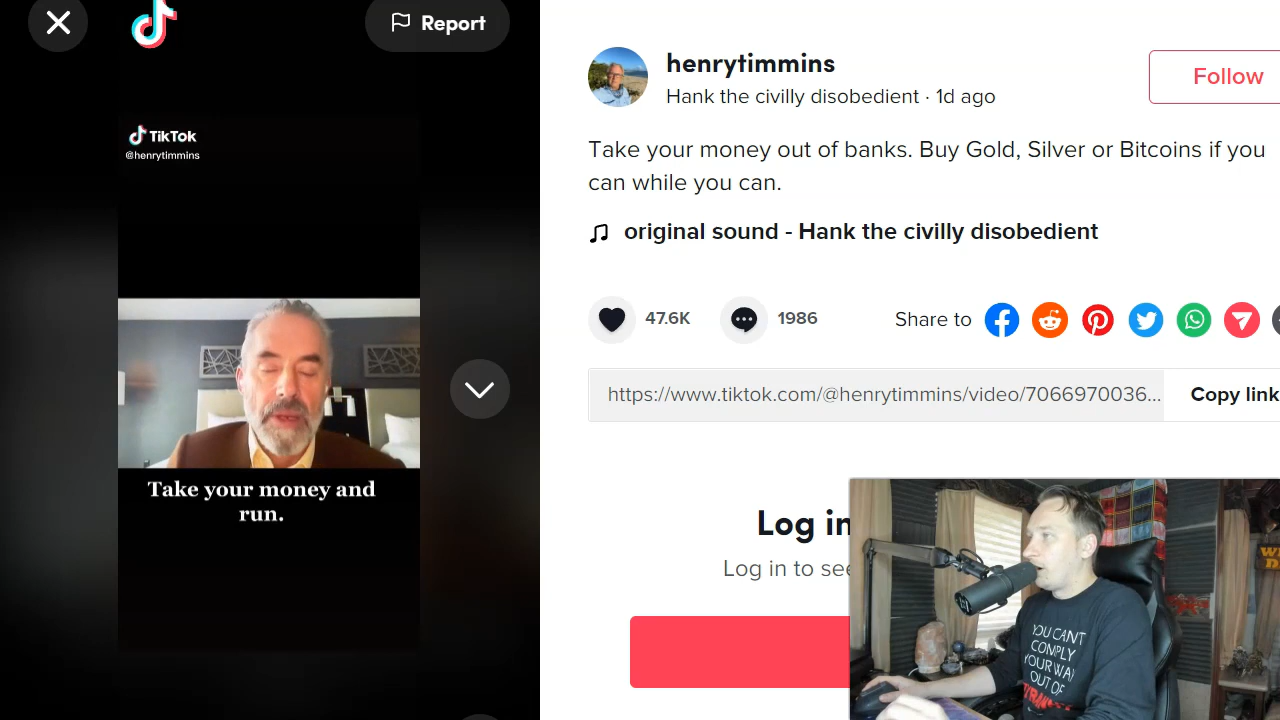 Report
TikTok
@henrytimmins
Take your money and
run.
henrytimmins
Hank the civilly disobedient · 1d ago
Follow
Take your money out of banks. Buy Gold, Silver or Bitcoins if you
can while you can.
original sound - Hank the civilly disobedient
47.6K
1986
Share to
https://www.tiktok.com/@henrytimmins/video/7066970036...
Copy link
Log in
Log in to see
YOU CAN'T
COMPLY
YOUR WAY
OUT OF